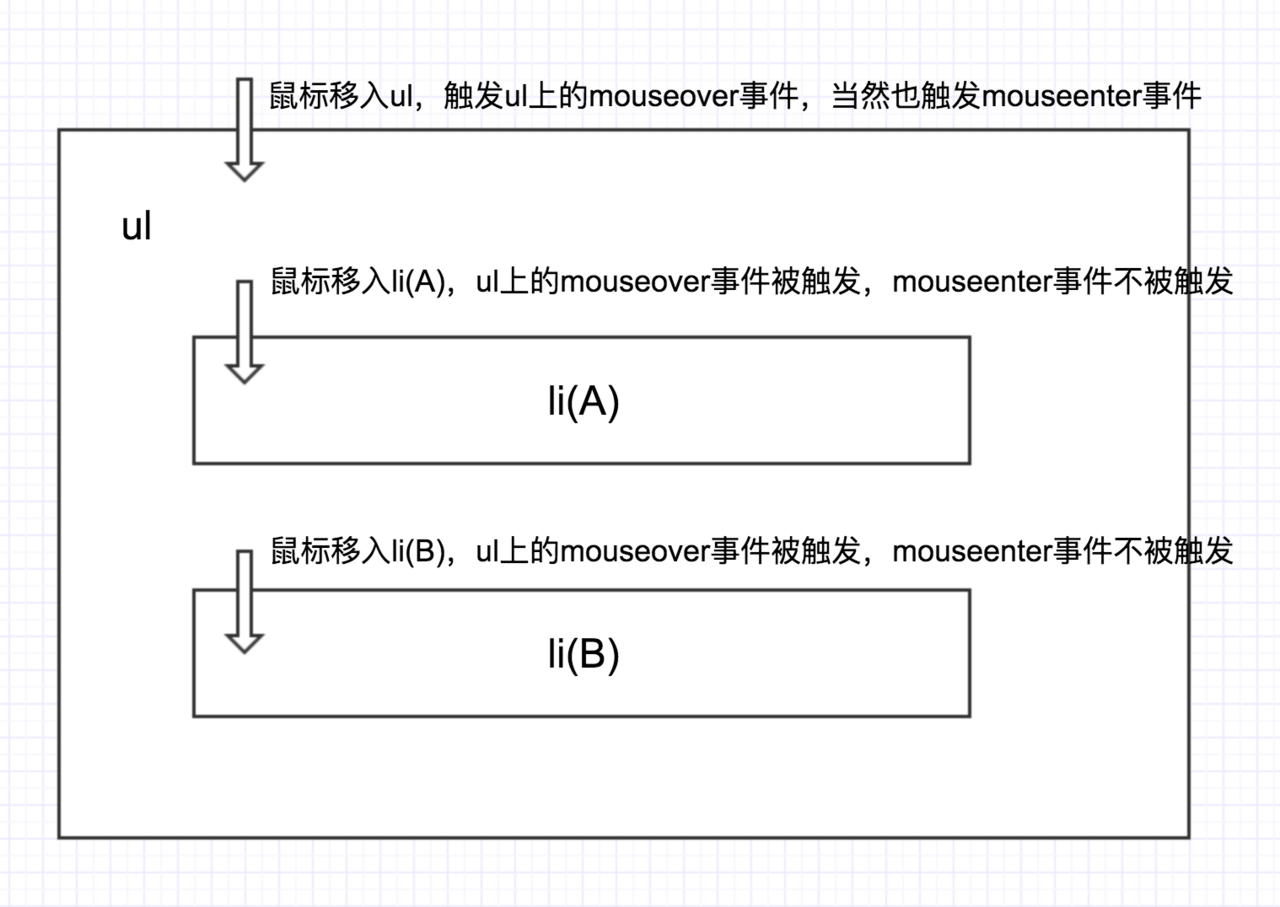 鼠标移入ul，触发ul上的mouseover事件，当然也触发mouseenter事件
ul
鼠标移入li(A)，ul上的mouseover事件被触发，mouseenter事件不被触发
li(A)
鼠标移入li(B)，ul上的mouseover事件被触发，mouseenter事件不被触发
li(B)